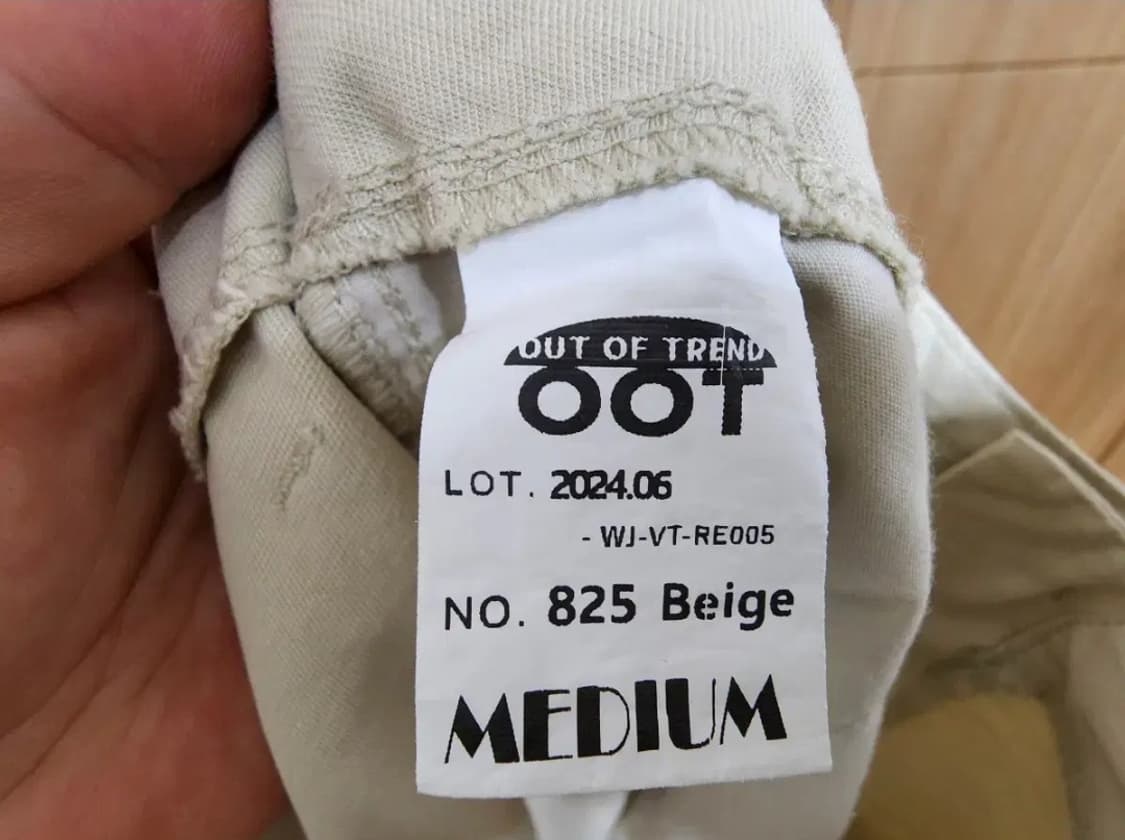 OUT OF TREND
OOT
LOT. 2024.06
- WJ-VT-RE005
NO. 825 Beige
MEDIUM